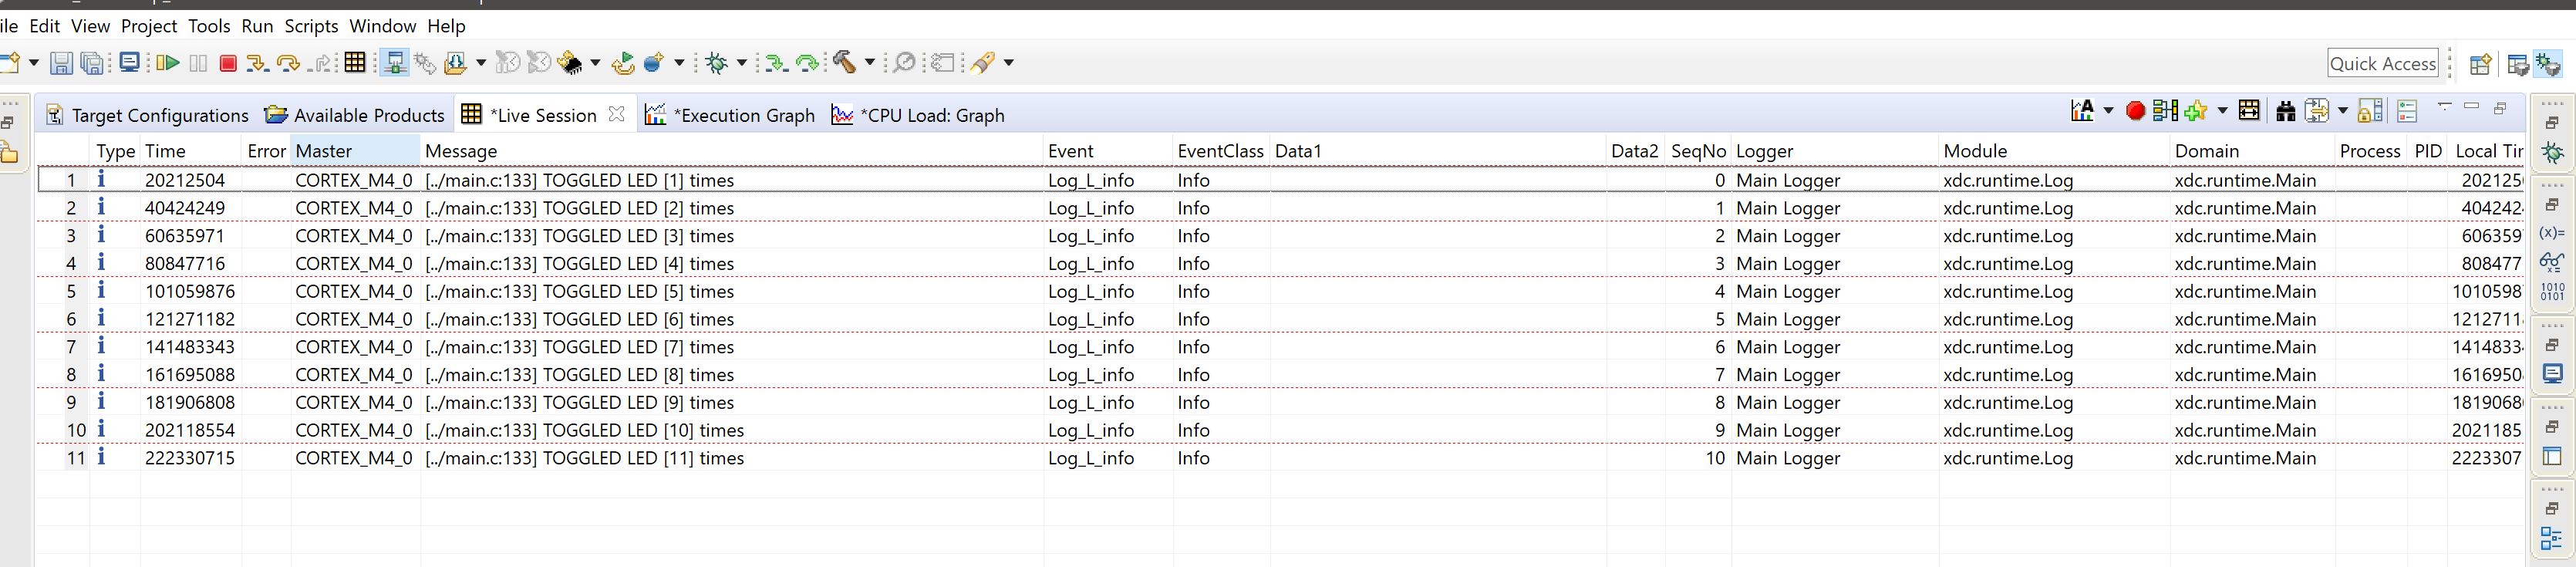 ile Edit View Project Tools Run Scripts Window Help
Quick Access
Target Configurations Available Products *Live Session *Execution Graph *CPU Load: Graph
Type Time Error Master Message Event EventClass Data1 Data2 SeqNo Logger Module Domain Process PID Local Tir
1 i 20212504 CORTEX_M4_0 [../main.c:133] TOGGLED LED [1] times Log_L_info Info 0 Main Logger xdc.runtime.Log xdc.runtime.Main 202125
2 i 40424249 CORTEX_M4_0 [../main.c:133] TOGGLED LED [2] times Log_L_info Info 1 Main Logger xdc.runtime.Log xdc.runtime.Main 404242
3 i 60635971 CORTEX_M4_0 [../main.c:133] TOGGLED LED [3] times Log_L_info Info 2 Main Logger xdc.runtime.Log xdc.runtime.Main 606359
4 i 80847716 CORTEX_M4_0 [../main.c:133] TOGGLED LED [4] times Log_L_info Info 3 Main Logger xdc.runtime.Log xdc.runtime.Main 808477
5 i 101059876 CORTEX_M4_0 [../main.c:133] TOGGLED LED [5] times Log_L_info Info 4 Main Logger xdc.runtime.Log xdc.runtime.Main 1010598
6 i 121271182 CORTEX_M4_0 [../main.c:133] TOGGLED LED [6] times Log_L_info Info 5 Main Logger xdc.runtime.Log xdc.runtime.Main 1212711
7 i 141483343 CORTEX_M4_0 [../main.c:133] TOGGLED LED [7] times Log_L_info Info 6 Main Logger xdc.runtime.Log xdc.runtime.Main 1414833
8 i 161695088 CORTEX_M4_0 [../main.c:133] TOGGLED LED [8] times Log_L_info Info 7 Main Logger xdc.runtime.Log xdc.runtime.Main 1616950
9 i 181906808 CORTEX_M4_0 [../main.c:133] TOGGLED LED [9] times Log_L_info Info 8 Main Logger xdc.runtime.Log xdc.runtime.Main 1819068
10 i 202118554 CORTEX_M4_0 [../main.c:133] TOGGLED LED [10] times Log_L_info Info 9 Main Logger xdc.runtime.Log xdc.runtime.Main 2021185
11 i 222330715 CORTEX_M4_0 [../main.c:133] TOGGLED LED [11] times Log_L_info Info 10 Main Logger xdc.runtime.Log xdc.runtime.Main 2223307
(x)=
1010
0101